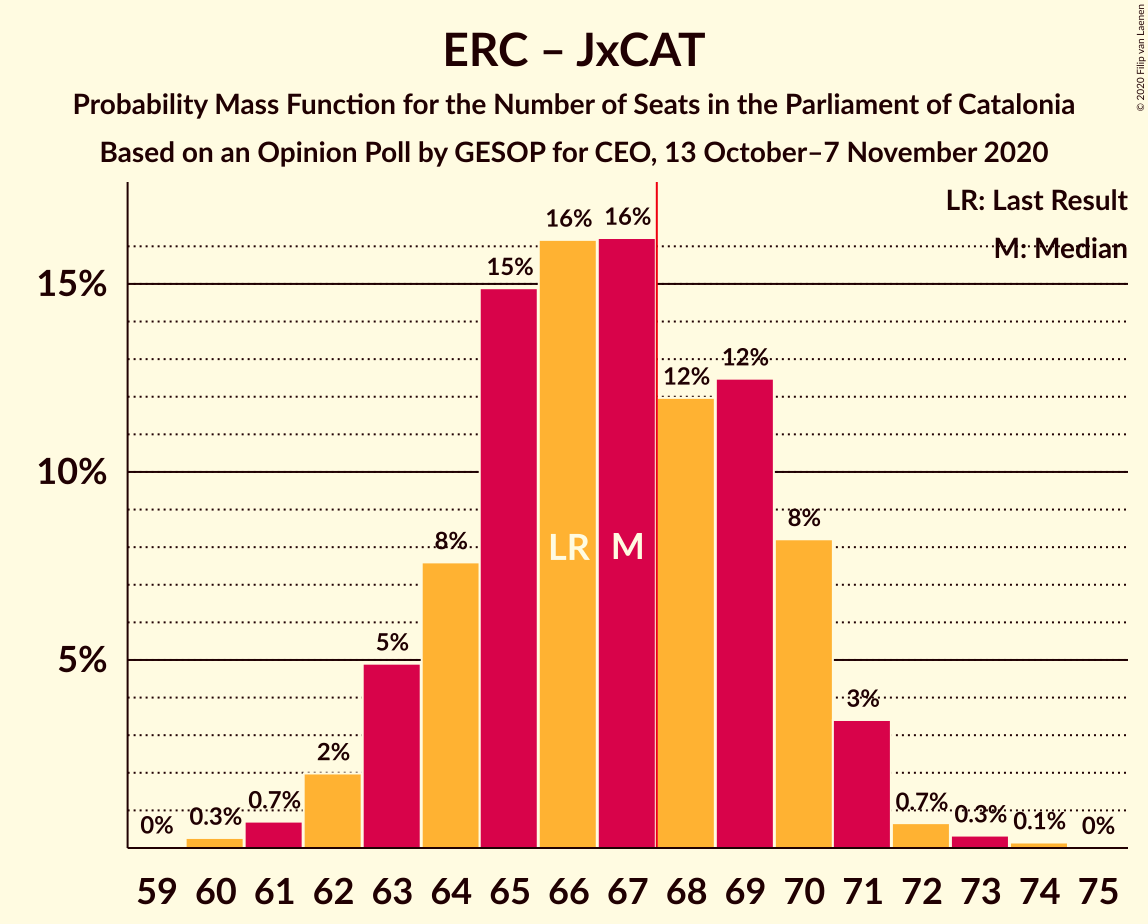 ERC – JxCAT
Probability Mass Function for the Number of Seats in the Parliament of Catalonia
Based on an Opinion Poll by GESOP for CEO, 13 October–7 November 2020
© 2020 Filip van Laenen
LR: Last Result
M: Median
15%
10%
5%
0%
0.3%
0.7%
2%
5%
8%
15%
16%
16%
12%
12%
8%
3%
0.7%
0.3%
0.1%
0%
LR
M
59 60 61 62 63 64 65 66 67 68 69 70 71 72 73 74 75